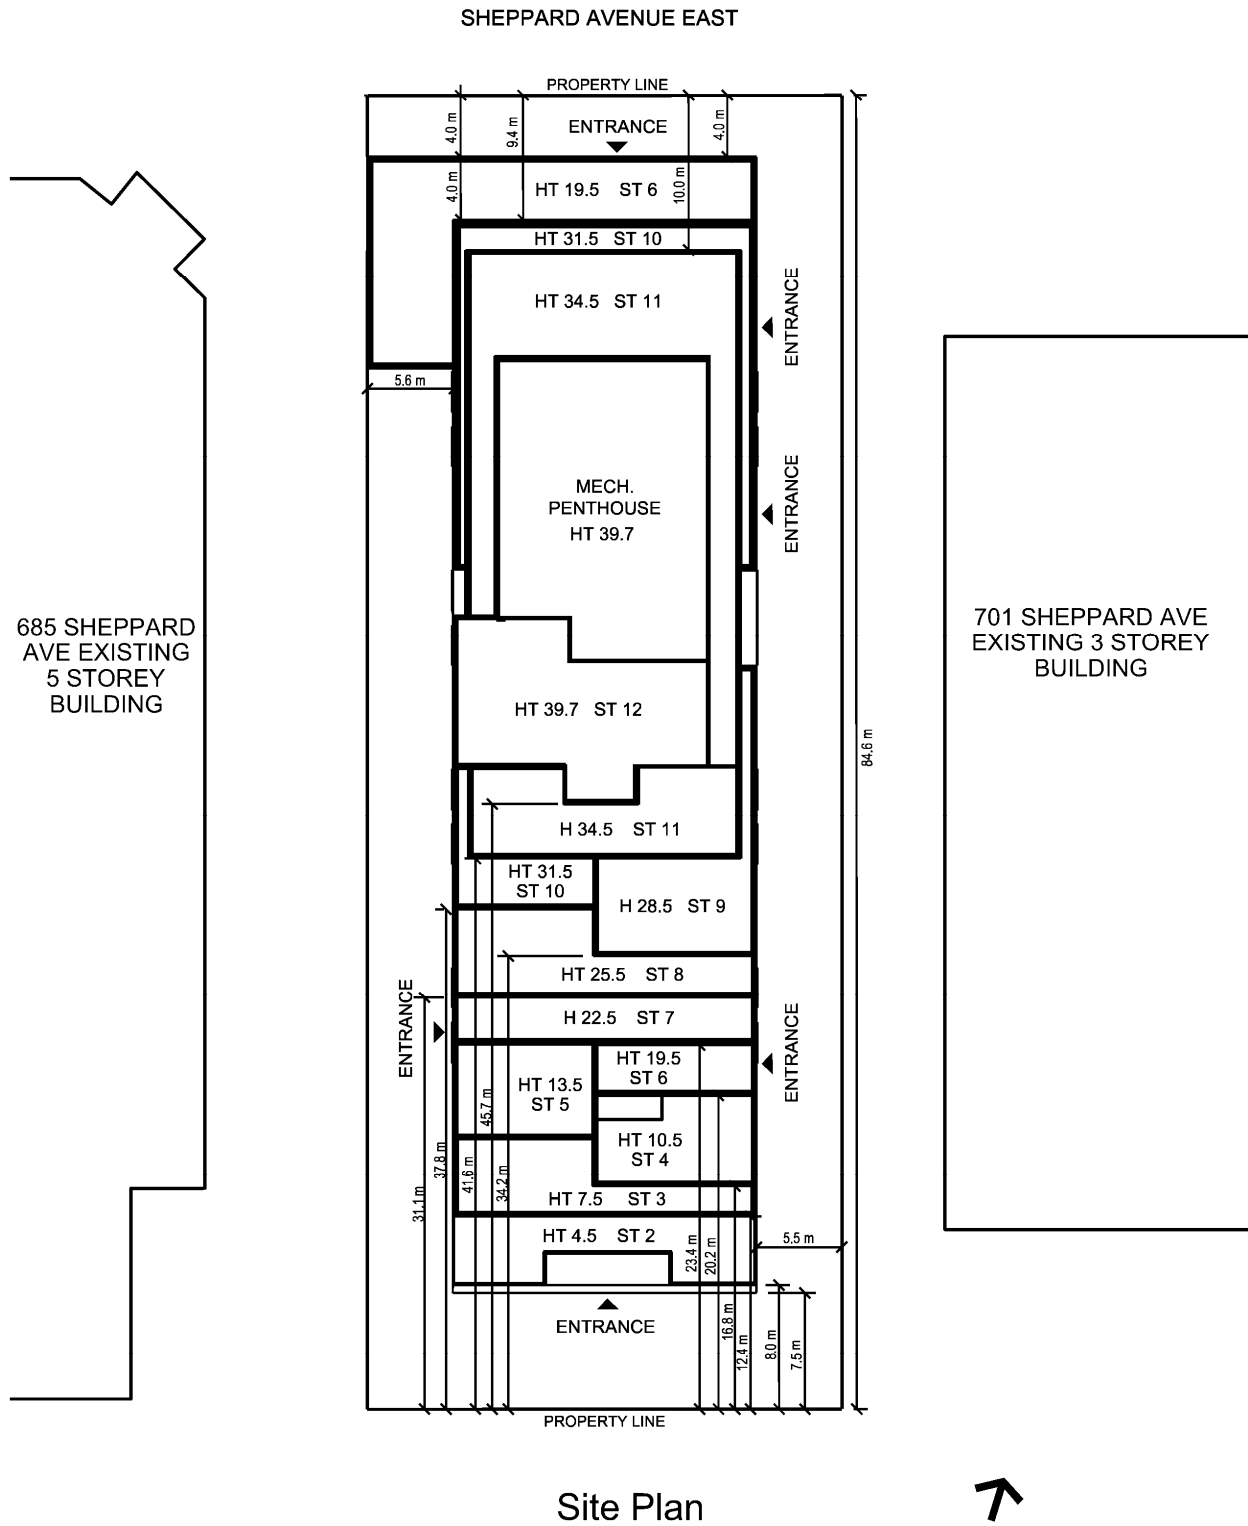 SHEPPARD AVENUE EAST
PROPERTY LINE
4.0 m
9.4 m
ENTRANCE
4.0 m
4.0 m
HT 19.5 ST 6
10.0 m
HT 31.5 ST 10
HT 34.5 ST 11
ENTRANCE
5.6 m
MECH.
PENTHOUSE
HT 39.7
ENTRANCE
685 SHEPPARD
AVE EXISTING
5 STOREY
BUILDING
701 SHEPPARD AVE
EXISTING 3 STOREY
BUILDING
HT 39.7 ST 12
84.6 m
H 34.5 ST 11
HT 31.5
ST 10
H 28.5 ST 9
HT 25.5 ST 8
ENTRANCE
H 22.5 ST 7
ENTRANCE
HT 19.5
ST 6
HT 13.5
ST 5
45.7 m
HT 10.5
ST 4
37.8 m
41.6 m
34.2 m
31.1 m
HT 7.5 ST 3
HT 4.5 ST 2
23.4 m
20.2 m
5.5 m
16.8 m
12.4 m
8.0 m
7.5 m
ENTRANCE
PROPERTY LINE
Site Plan